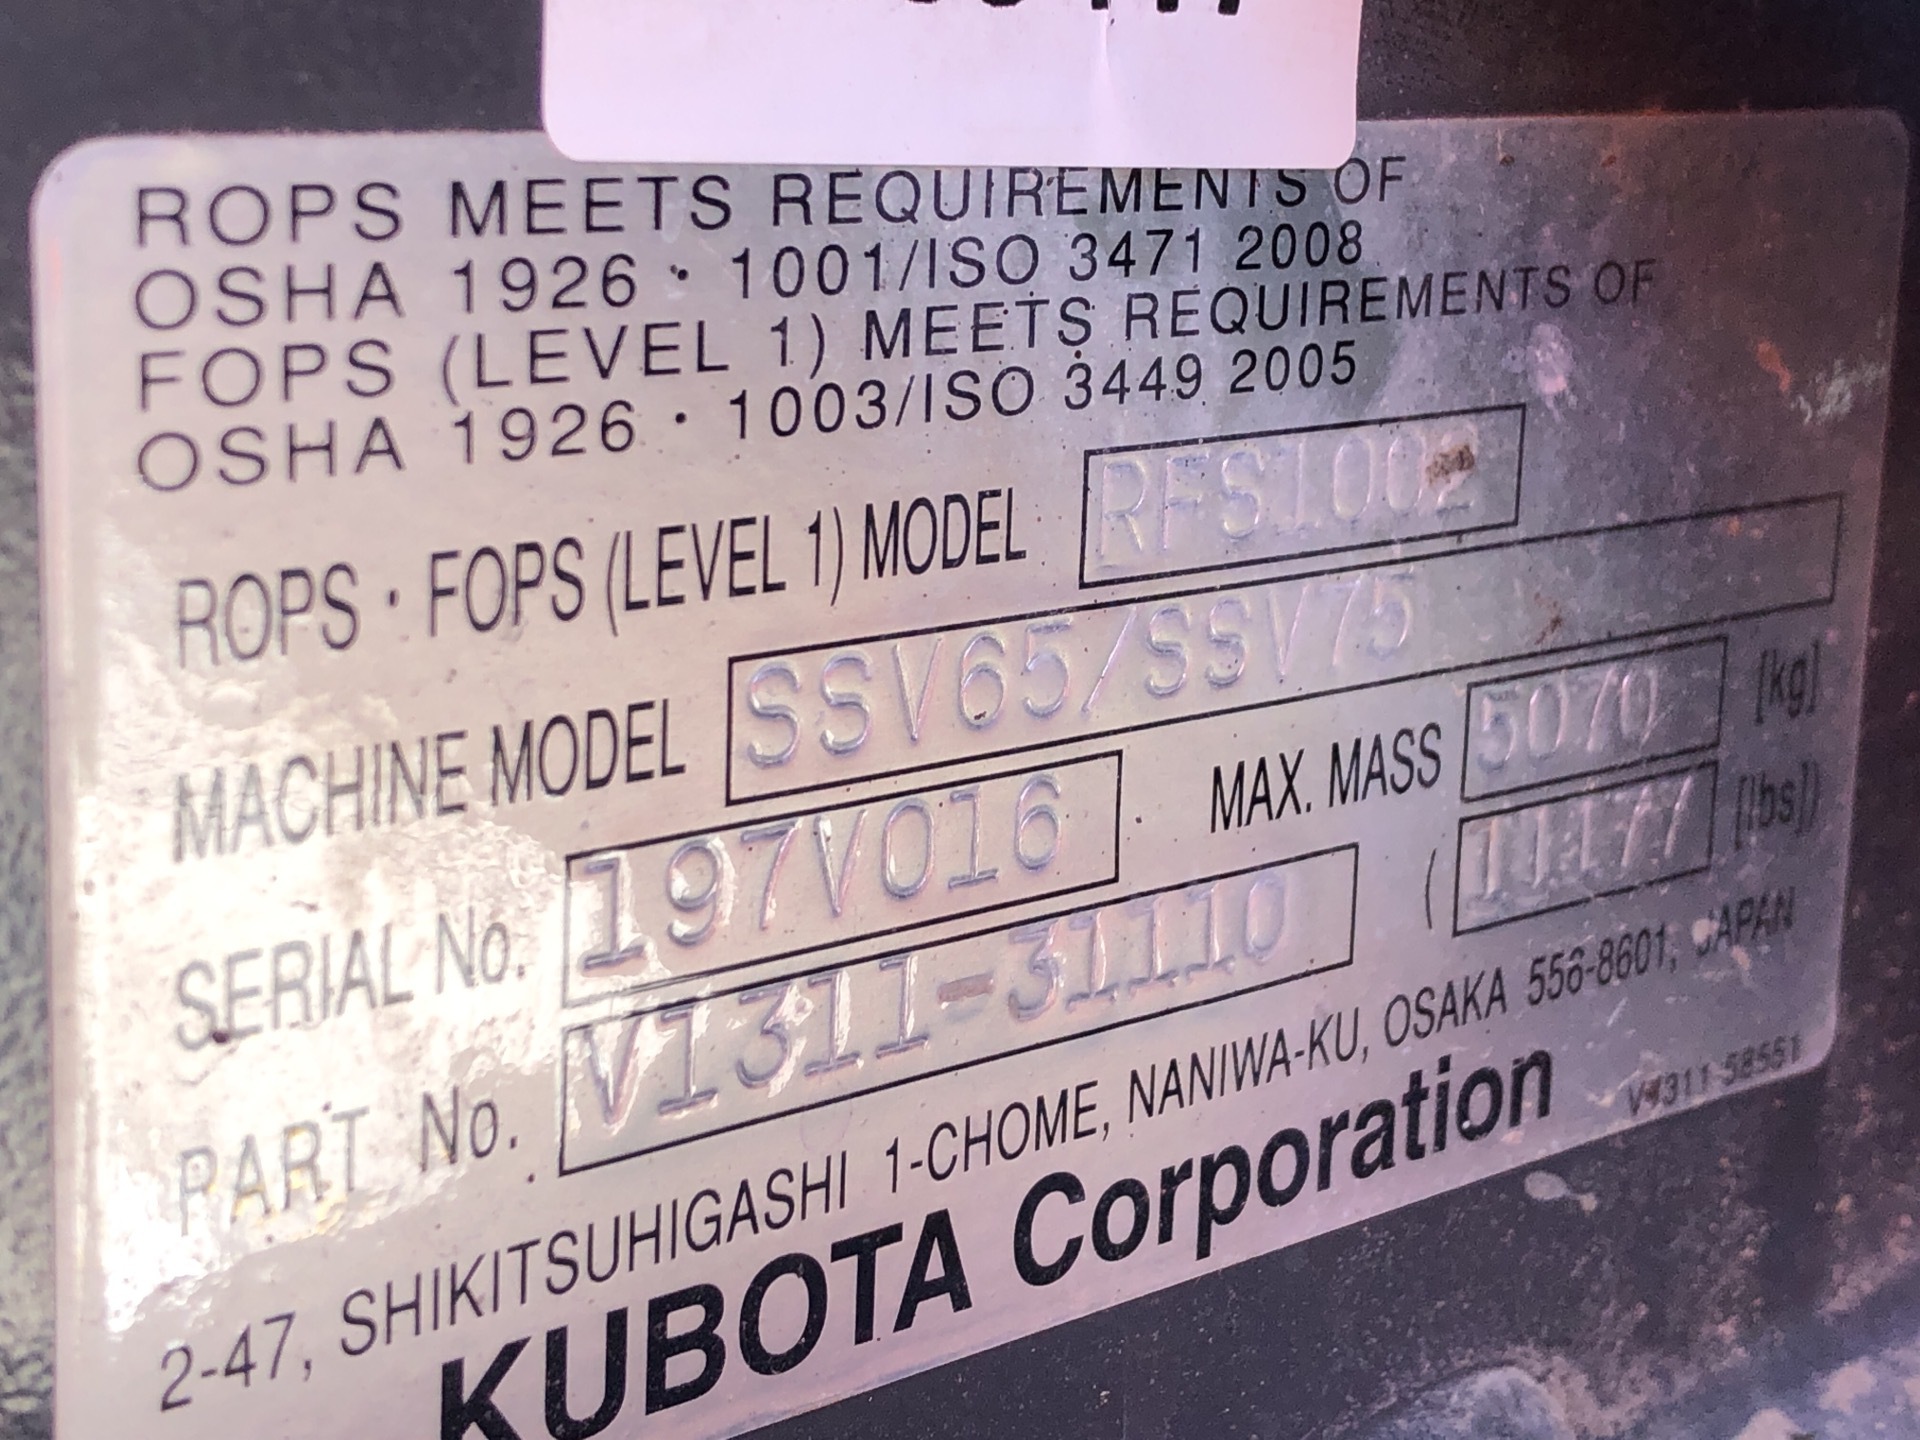 ROPS MEETS REQUIREMENTS OF
OSHA 1926・1001/ISO 3471 2008
FOPS (LEVEL 1) MEETS REQUIREMENTS OF
OSHA 1926・1003/ISO 3449 2005
ROPS・FOPS (LEVEL 1) MODEL RFS1002
MACHINE MODEL SSV65/SSV75
SERIAL No. 197V016 MAX. MASS 5070 [kg]
PART No. V1311-31110 (11177 [lbs])
2-47, SHIKITSUHIGASHI 1-CHOME, NANIWA-KU, OSAKA 556-8601, JAPAN
KUBOTA Corporation
V1311-58551